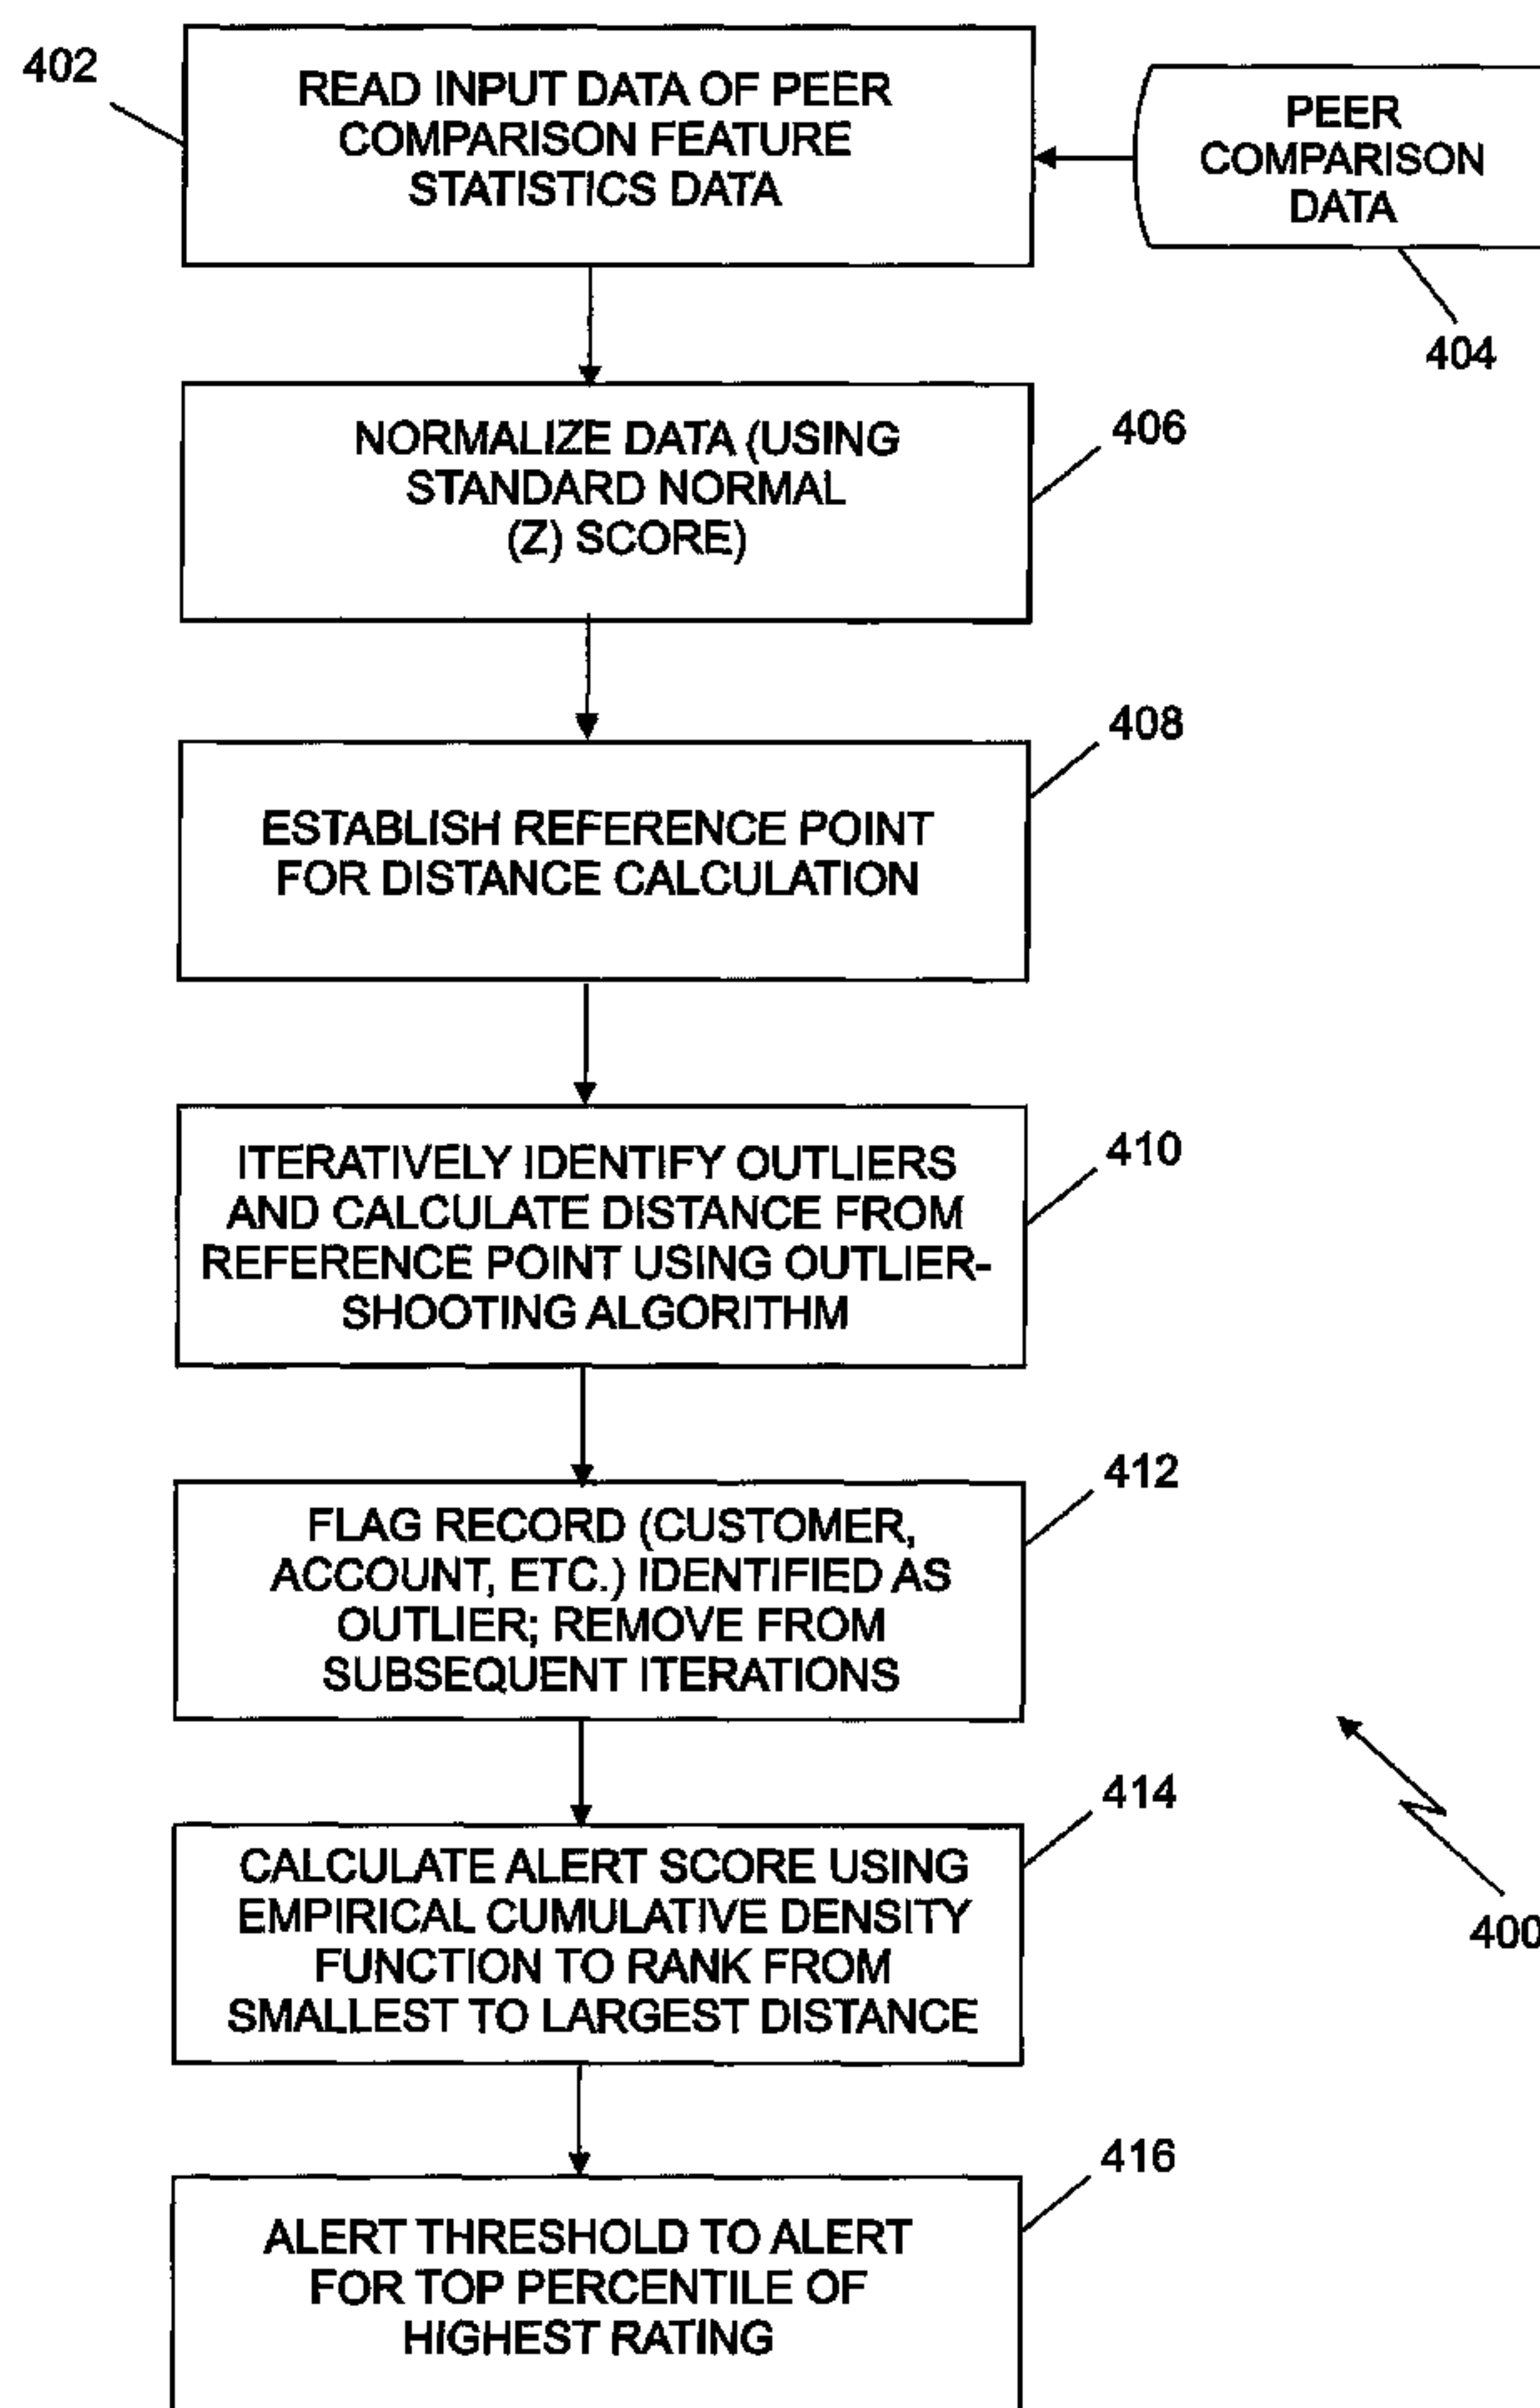 402
READ INPUT DATA OF PEER
COMPARISON FEATURE
STATISTICS DATA
PEER
COMPARISON
DATA
404
NORMALIZE DATA (USING
STANDARD NORMAL
(Z) SCORE)
406
408
ESTABLISH REFERENCE POINT
FOR DISTANCE CALCULATION
410
ITERATIVELY IDENTIFY OUTLIERS
AND CALCULATE DISTANCE FROM
REFERENCE POINT USING OUTLIER-
SHOOTING ALGORITHM
412
FLAG RECORD (CUSTOMER,
ACCOUNT, ETC.) IDENTIFIED AS
OUTLIER; REMOVE FROM
SUBSEQUENT ITERATIONS
414
CALCULATE ALERT SCORE USING
EMPIRICAL CUMULATIVE DENSITY
FUNCTION TO RANK FROM
SMALLEST TO LARGEST DISTANCE
400
416
ALERT THRESHOLD TO ALERT
FOR TOP PERCENTILE OF
HIGHEST RATING